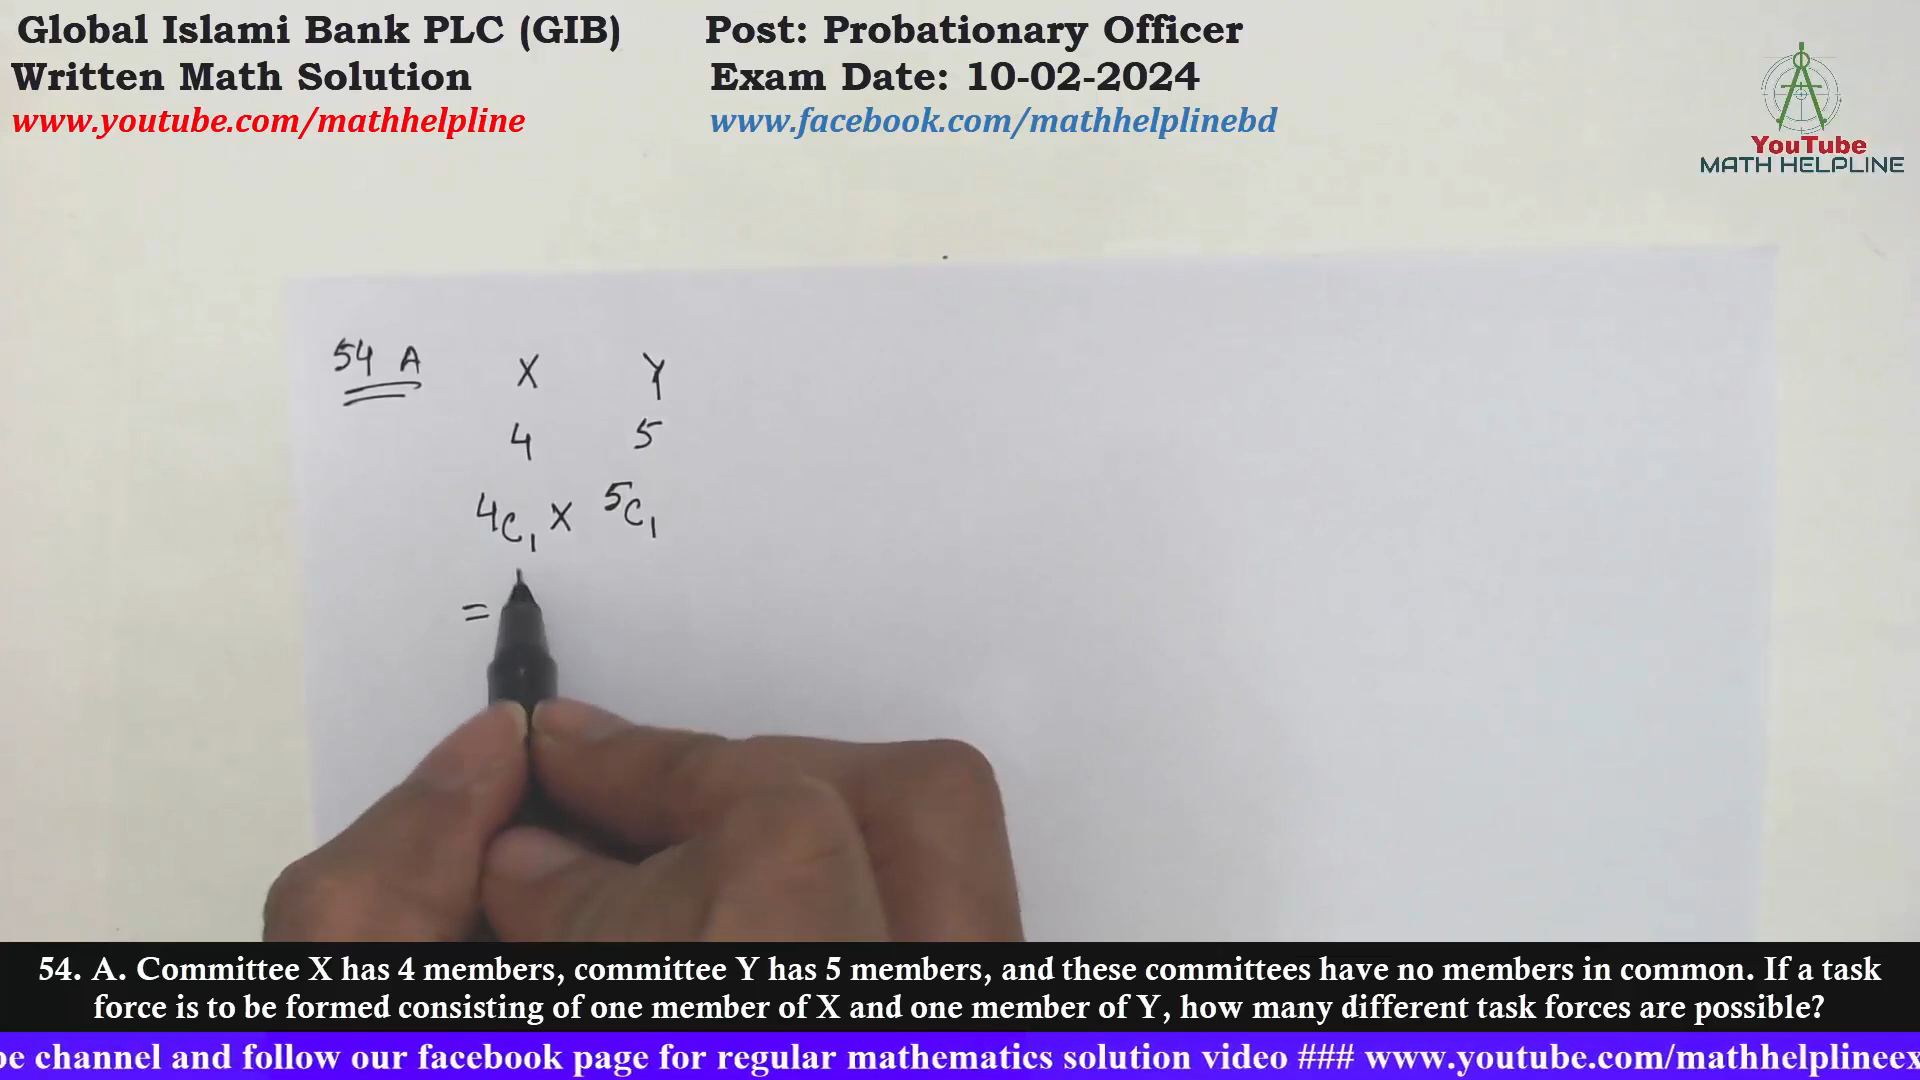 Global Islami Bank PLC (GIB) Post: Probationary Officer
Written Math Solution Exam Date: 10-02-2024
www.youtube.com/mathhelpline www.facebook.com/mathhelplinebd
YouTube
MATH HELPLINE
54 A X Y
4 5
4C1 X 5C1
=
54. A. Committee X has 4 members, committee Y has 5 members, and these committees have no members in common. If a task
force is to be formed consisting of one member of X and one member of Y, how many different task forces are possible?
be channel and follow our facebook page for regular mathematics solution video ### www.youtube.com/mathhelplineex